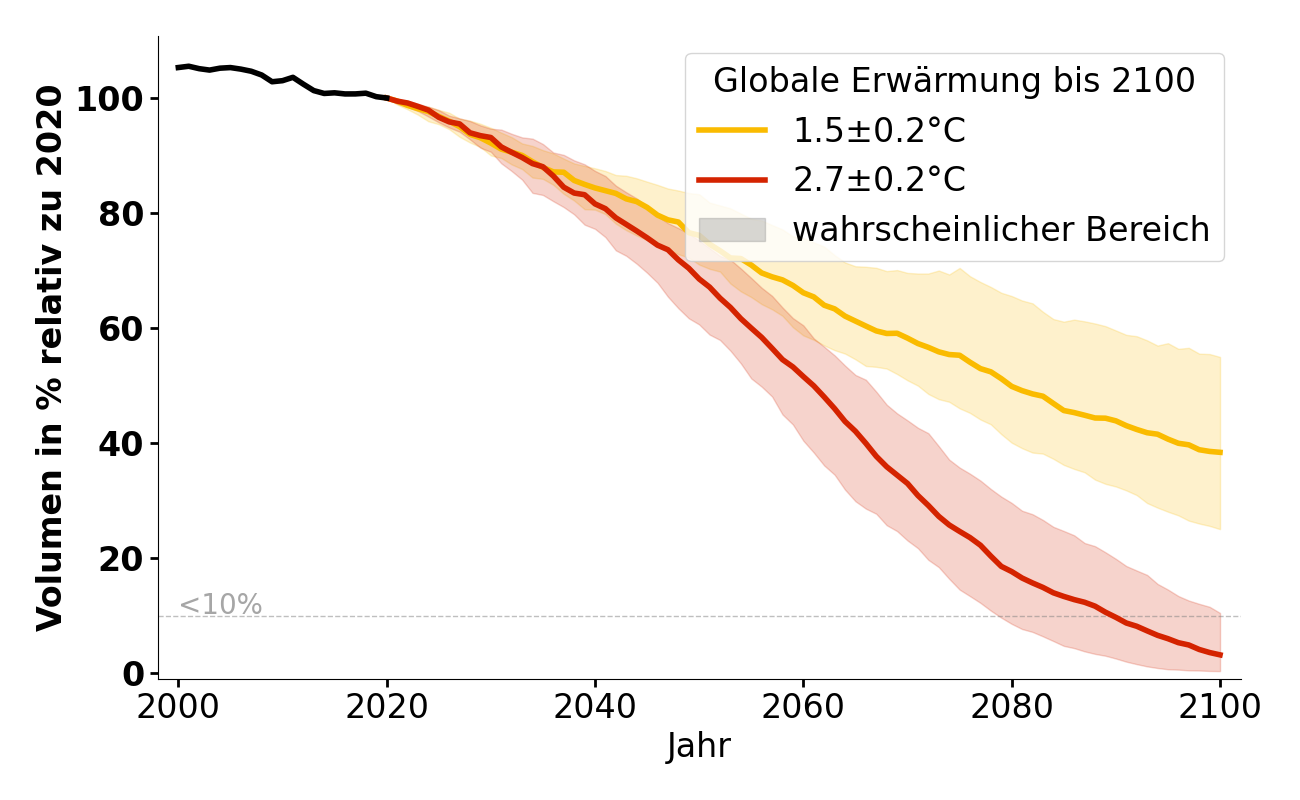 Volumen in % relativ zu 2020
100
80
60
40
20
0
<10%
Globale Erwärmung bis 2100
1.5±0.2°C
2.7±0.2°C
wahrscheinlicher Bereich
2000 2020 2040 2060 2080 2100
Jahr